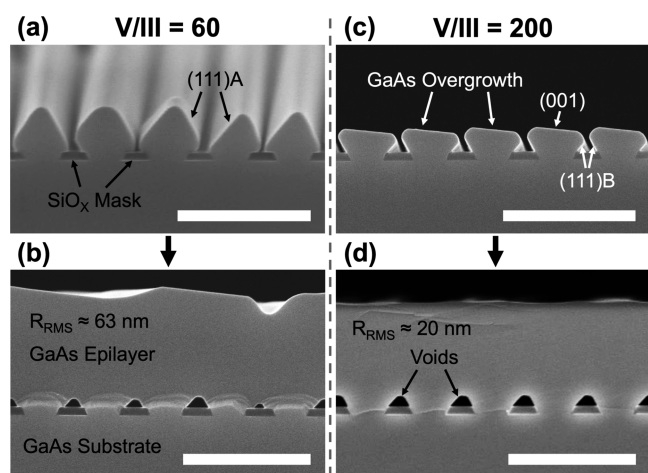 (a)
V/III = 60
(111)A
SiOX Mask
(b)
RRMS ≈ 63 nm
GaAs Epilayer
GaAs Substrate
(c)
V/III = 200
GaAs Overgrowth
(001)
(111)B
(d)
RRMS ≈ 20 nm
Voids